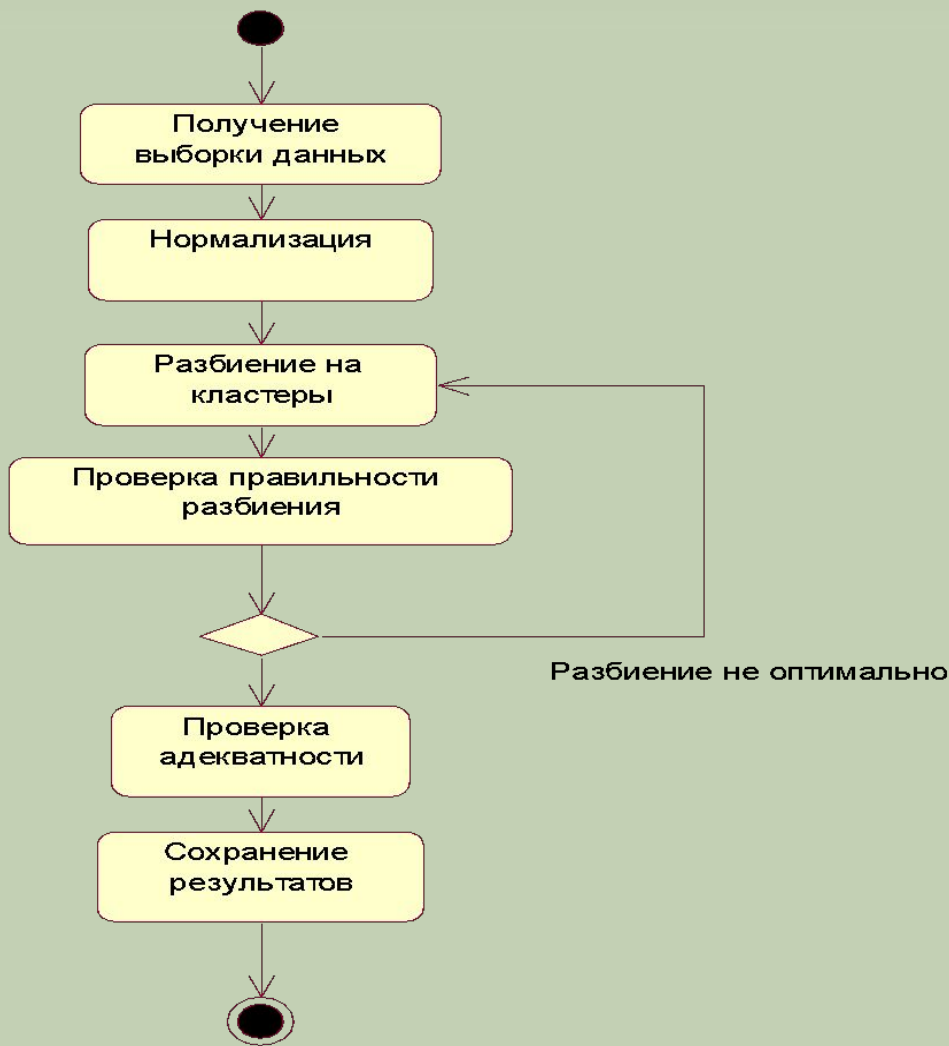 Получение
выборки данных
Нормализация
Разбиение на
кластеры
Проверка правильности
разбиения
Разбиение не оптимально
Проверка
адекватности
Сохранение
результатов